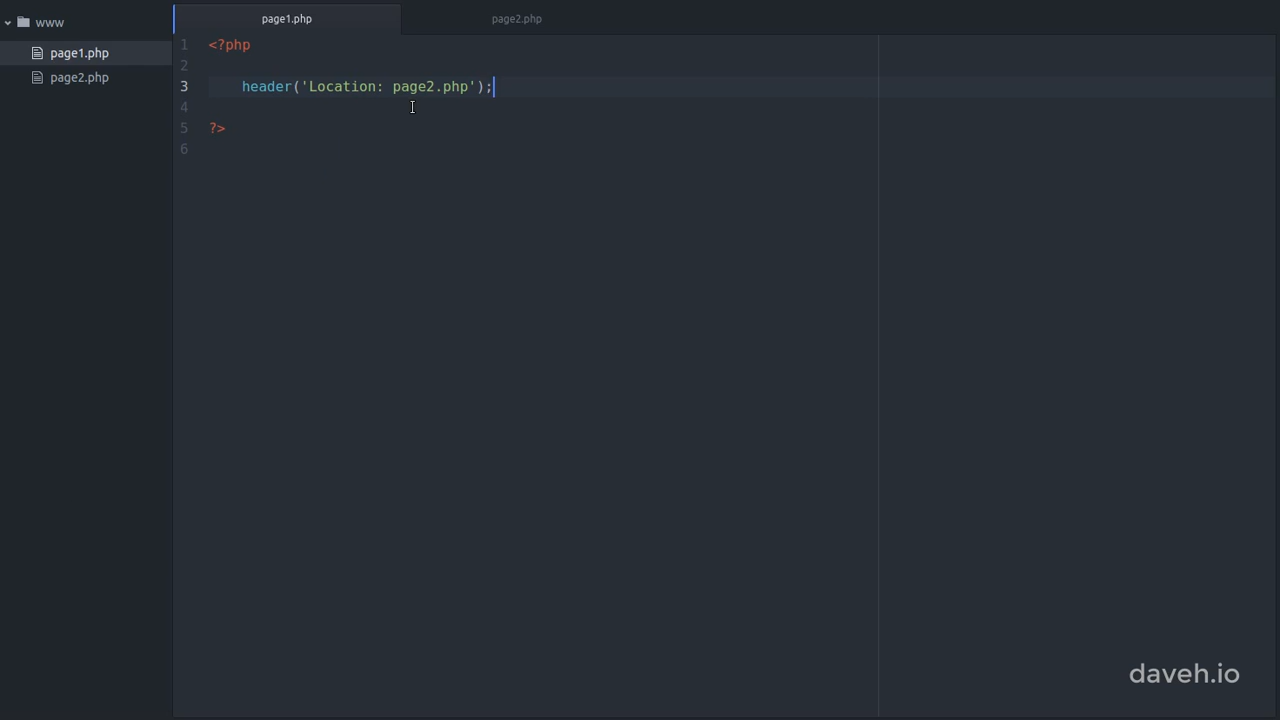 www
page1.php
page2.php
page1.php
page2.php
1 <?php
2
3 header('Location: page2.php');
4
5 ?>
6
daveh.io